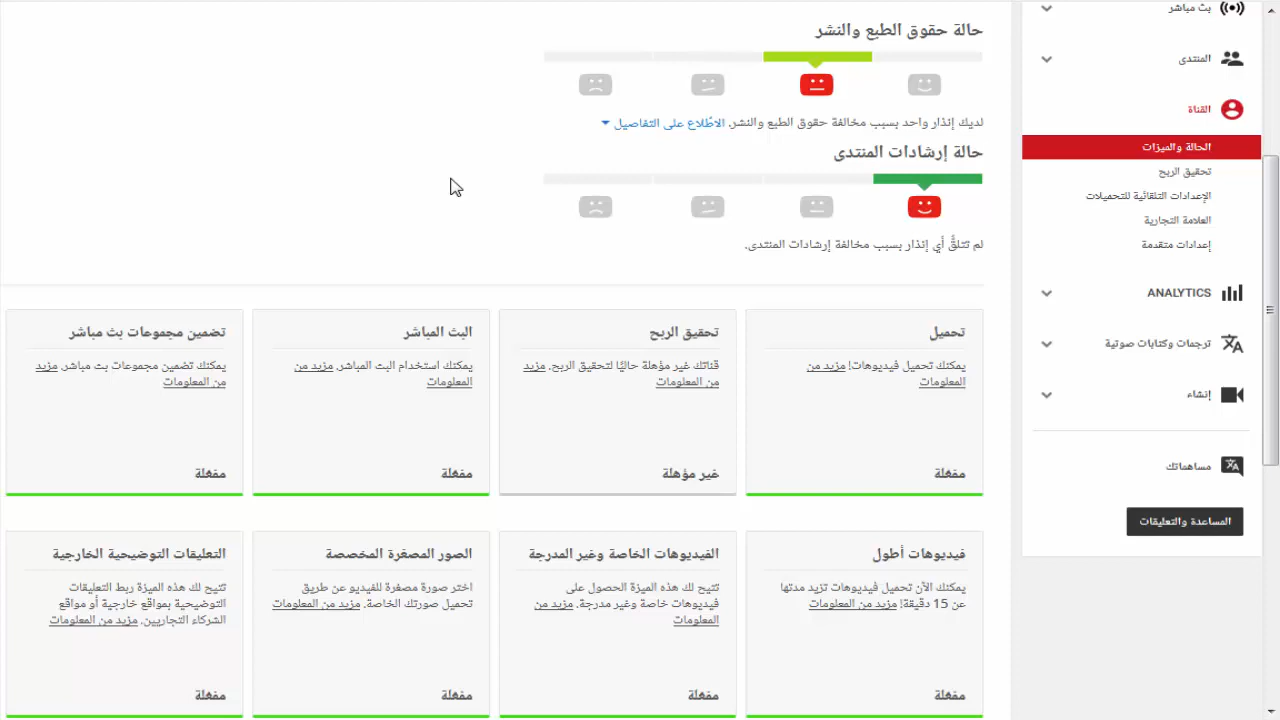 بث مباشر
المنتدى
القناة
الحالة والميزات
تحقيق الربح
الإعدادات التلقائية للتحميلات
العلامة التجارية
إعدادات متقدمة
ANALYTICS
ترجمات وكتابات صوتية
إنشاء
مساهماتك
المساعدة والتعليقات
حالة حقوق الطبع والنشر
لديك إنذار واحد بسبب مخالفة حقوق الطبع والنشر. الاطّلاع على التفاصيل
حالة إرشادات المنتدى
لم تتلقَّ أي إنذار بسبب مخالفة إرشادات المنتدى.
تحميل
يمكنك تحميل فيديوهات! مزيد من
المعلومات
مفعّلة
تحقيق الربح
قناتك غير مؤهلة حاليًا لتحقيق الربح. مزيد
من المعلومات
غير مؤهلة
البث المباشر
يمكنك استخدام البث المباشر. مزيد من
المعلومات
مفعّلة
تضمين مجموعات بث مباشر
يمكنك تضمين مجموعات بث مباشر. مزيد
من المعلومات
مفعّلة
فيديوهات أطول
يمكنك الآن تحميل فيديوهات تزيد مدتها
عن 15 دقيقة! مزيد من المعلومات
مفعّلة
الفيديوهات الخاصة وغير المدرجة
تتيح لك هذه الميزة الحصول على
فيديوهات خاصة وغير مدرجة. مزيد من
المعلومات
مفعّلة
الصور المصغّرة المخصصة
اختر صورة مصغرة للفيديو عن طريق
تحميل صورتك الخاصة. مزيد من المعلومات
مفعّلة
التعليقات التوضيحية الخارجية
تتيح لك هذه الميزة ربط التعليقات
التوضيحية بمواقع خارجية أو مواقع
الشركاء التجاريين. مزيد من المعلومات
مفعّلة